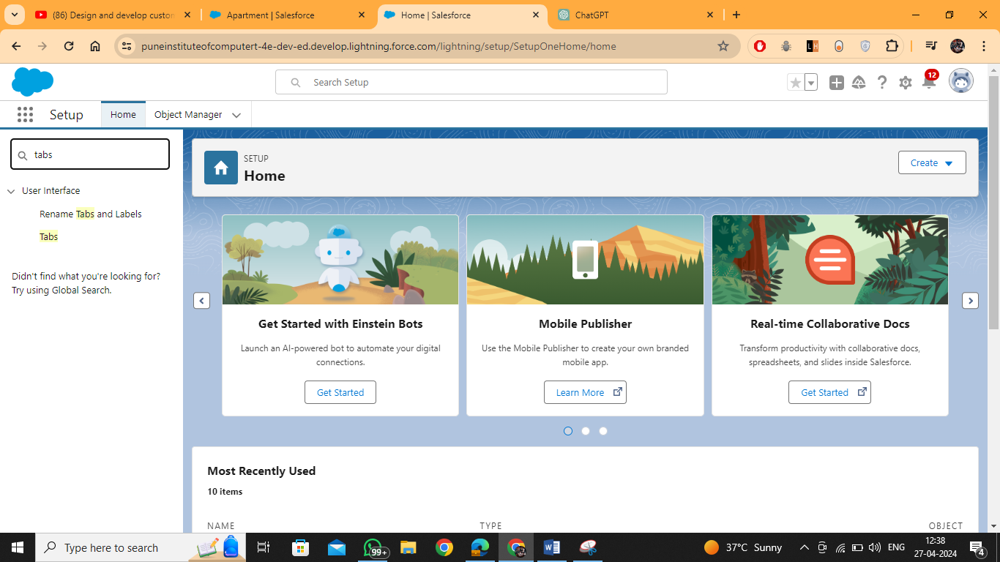 (86) Design and develop custom
Apartment | Salesforce
Home | Salesforce
ChatGPT
puneinstituteofcomputert-4e-dev-ed.develop.lightning.force.com/lightning/setup/SetupOneHome/home
Search Setup
12
Setup
Home
Object Manager
tabs
User Interface
Rename Tabs and Labels
Tabs
Didn't find what you're looking for?
Try using Global Search.
SETUP
Home
Create
Get Started with Einstein Bots
Launch an AI-powered bot to automate your digital
connections.
Get Started
Mobile Publisher
Use the Mobile Publisher to create your own branded
mobile app.
Learn More
Real-time Collaborative Docs
Transform productivity with collaborative docs,
spreadsheets, and slides inside Salesforce.
Get Started
Most Recently Used
10 items
NAME TYPE OBJECT
Type here to search
99+
37°C Sunny
ENG
12:38
27-04-2024
4